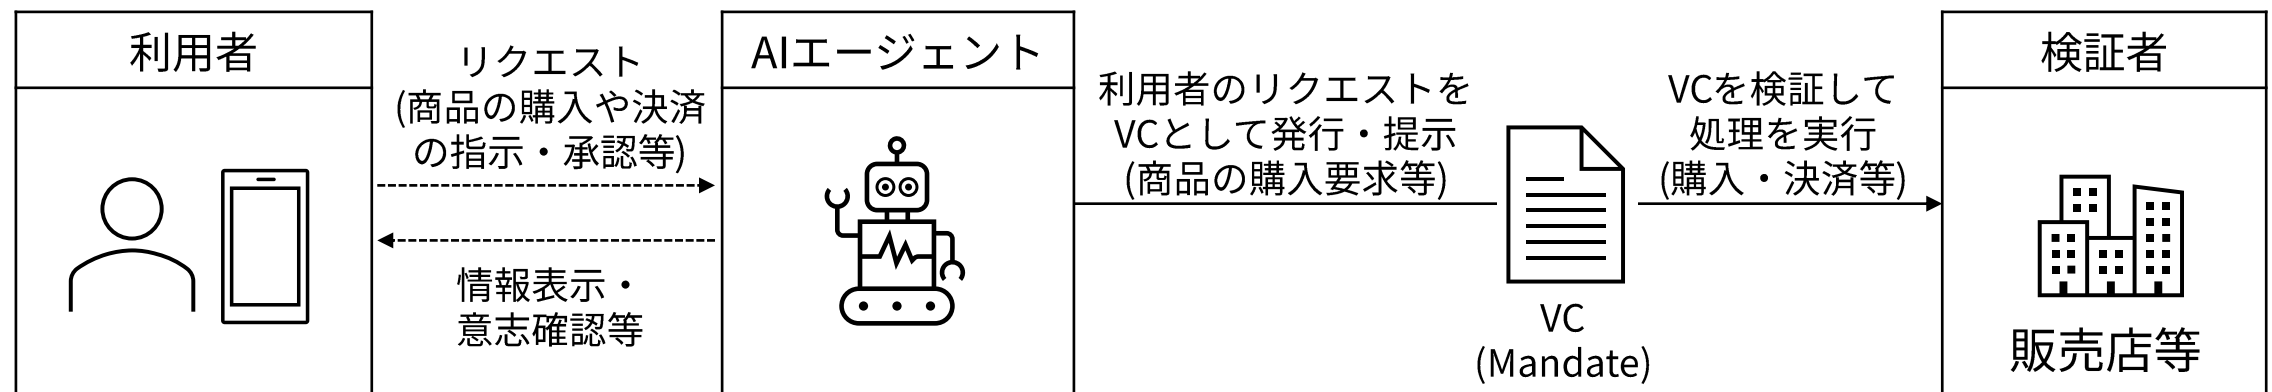 利用者
リクエスト
(商品の購入や決済
の指示・承認等)
情報表示・
意志確認等
AIエージェント
利用者のリクエストを
VCとして発行・提示
(商品の購入要求等)
VC
(Mandate)
VCを検証して
処理を実行
(購入・決済等)
検証者
販売店等